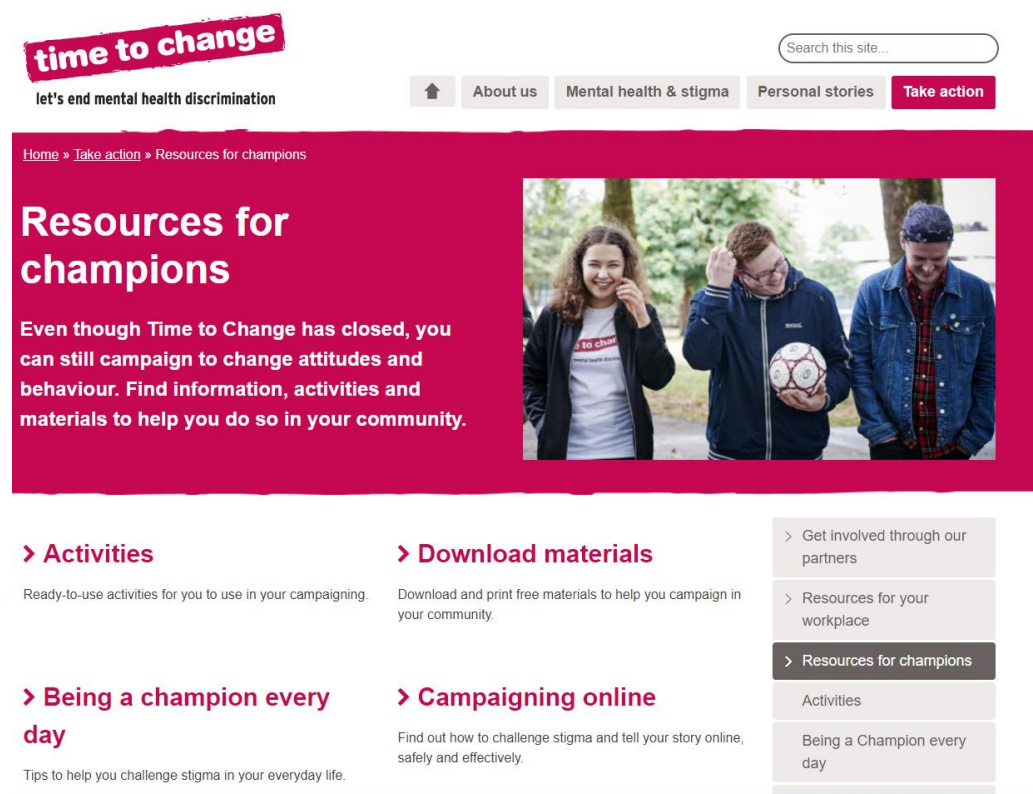 time to change
let's end mental health discrimination
Search this site...
About us
Mental health & stigma
Personal stories
Take action
Home » Take action » Resources for champions
Resources for
champions
Even though Time to Change has closed, you
can still campaign to change attitudes and
behaviour. Find information, activities and
materials to help you do so in your community.
Activities
Ready-to-use activities for you to use in your campaigning.
Download materials
Download and print free materials to help you campaign in
your community.
Being a champion every
day
Tips to help you challenge stigma in your everyday life.
Campaigning online
Find out how to challenge stigma and tell your story online,
safely and effectively.
Get involved through our
partners
Resources for your
workplace
Resources for champions
Activities
Being a Champion every
day